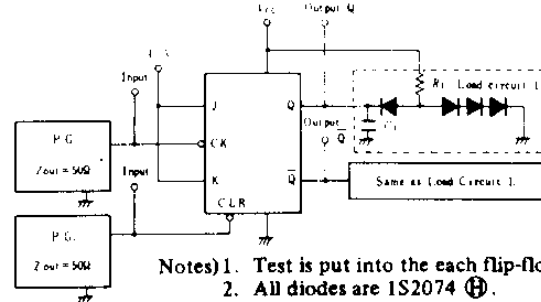 Vcc
Output Q
Input
P.G.
Zout = 50Ω
J
CK
K
CLR
Q
Q̅
RL
Load circuit 1
Output
Q̅
Same as Load Circuit 1.
Input
P.G.
Zout = 50Ω
Notes) 1. Test is put into the each flip-flo
2. All diodes are 1S2074 Ⓗ.